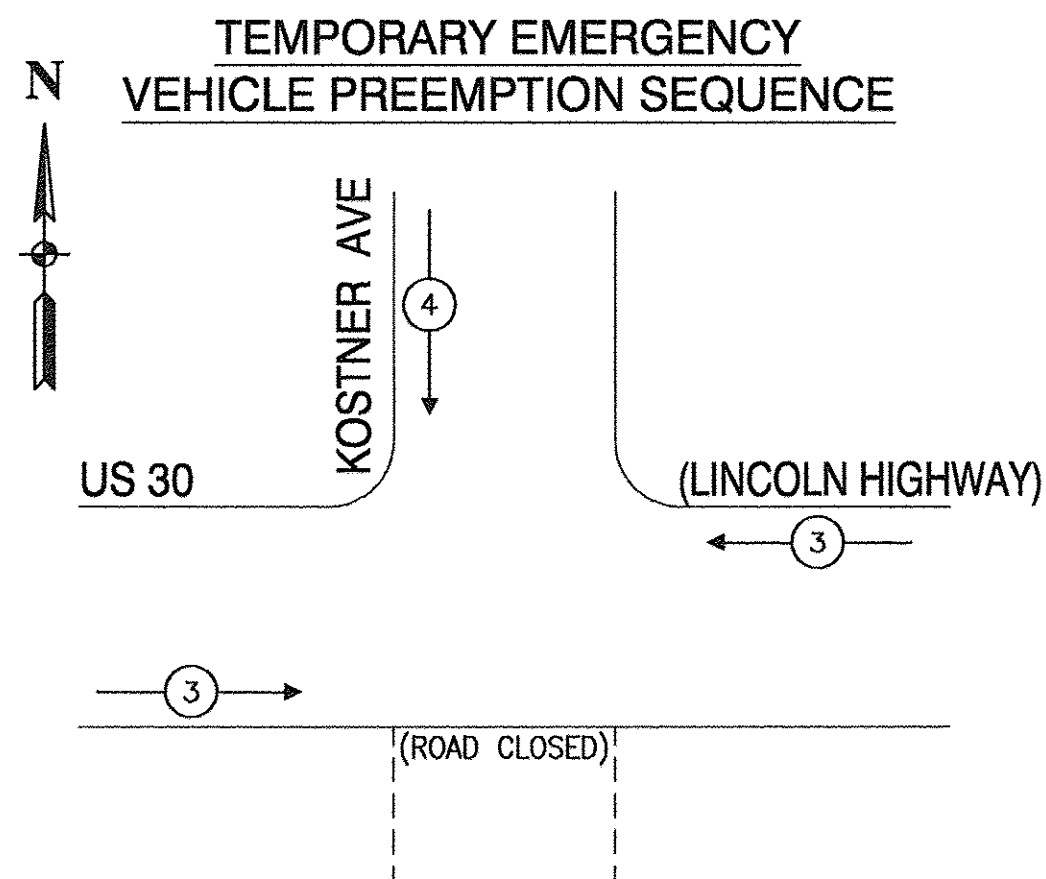 TEMPORARY EMERGENCY
VEHICLE PREEMPTION SEQUENCE
N
KOSTNER AVE
4
US 30
(LINCOLN HIGHWAY)
3
3
(ROAD CLOSED)